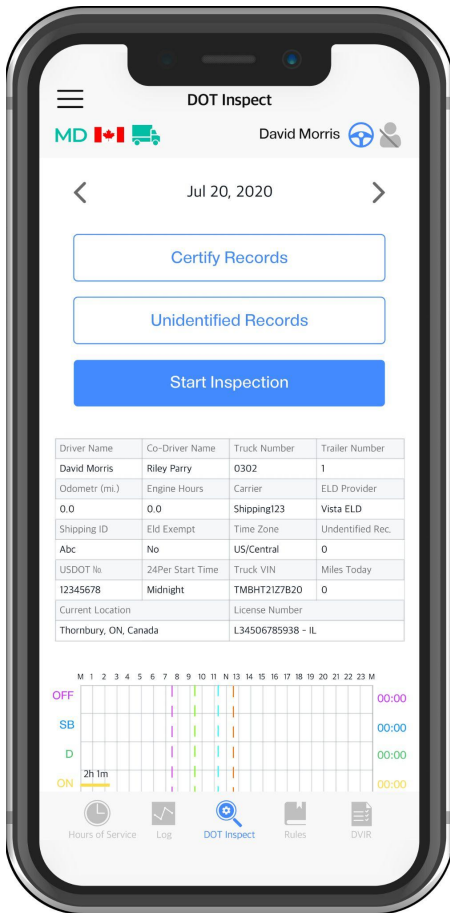 DOT Inspect
MD David Morris
Jul 20, 2020
Certify Records
Unidentified Records
Start Inspection
Driver Name Co-Driver Name Truck Number Trailer Number
David Morris Riley Parry 0302 1
Odometr (mi.) Engine Hours Carrier ELD Provider
0.0 0.0 Shipping123 Vista ELD
Shipping ID Eld Exempt Time Zone Undentified Rec.
Abc No US/Central 0
USDOT №. 24Per Start Time Truck VIN Miles Today
12345678 Midnight TMBHT21Z7B20 0
Current Location License Number
Thornbury, ON, Canada L34506785938 - IL
M 1 2 3 4 5 6 7 8 9 10 11 N 13 14 15 16 17 18 19 20 21 22 23 M
OFF 00:00
SB 00:00
D 00:00
2h 1m
ON 00:00
Hours of Service Log DOT Inspect Rules DVIR